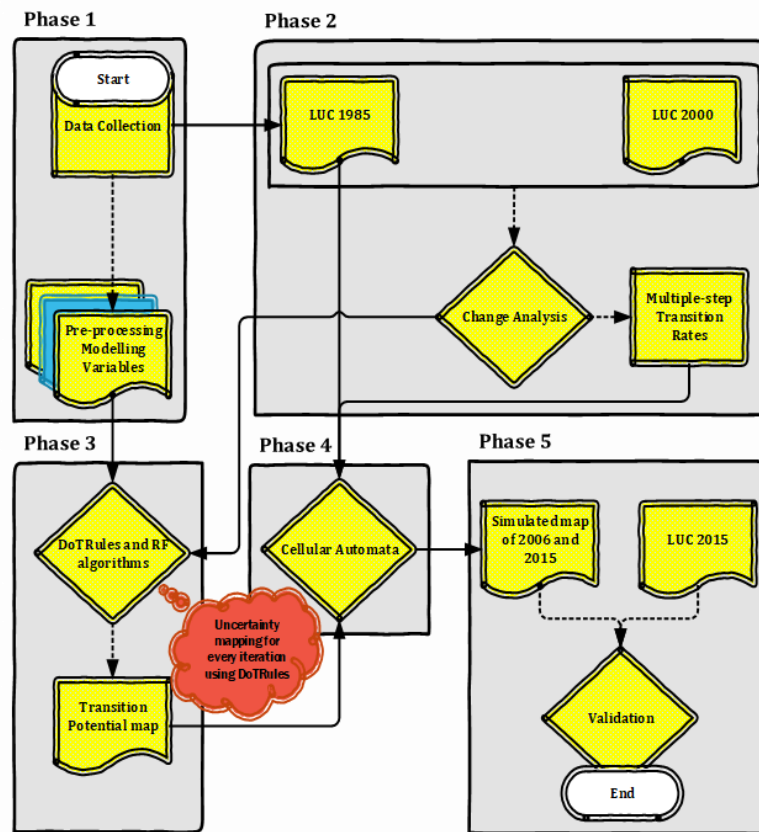 Phase 1
Start
Data Collection
Pre-processing
Modelling
Variables
Phase 2
LUC 1985
LUC 2000
Change Analysis
Multiple-step
Transition
Rates
Phase 3
DoTRules and RF
algorithms
Uncertainty
mapping for
every iteration
using DoTRules
Transition
Potential map
Phase 4
Cellular Automata
Phase 5
Simulated map
of 2006 and
2015
LUC 2015
Validation
End